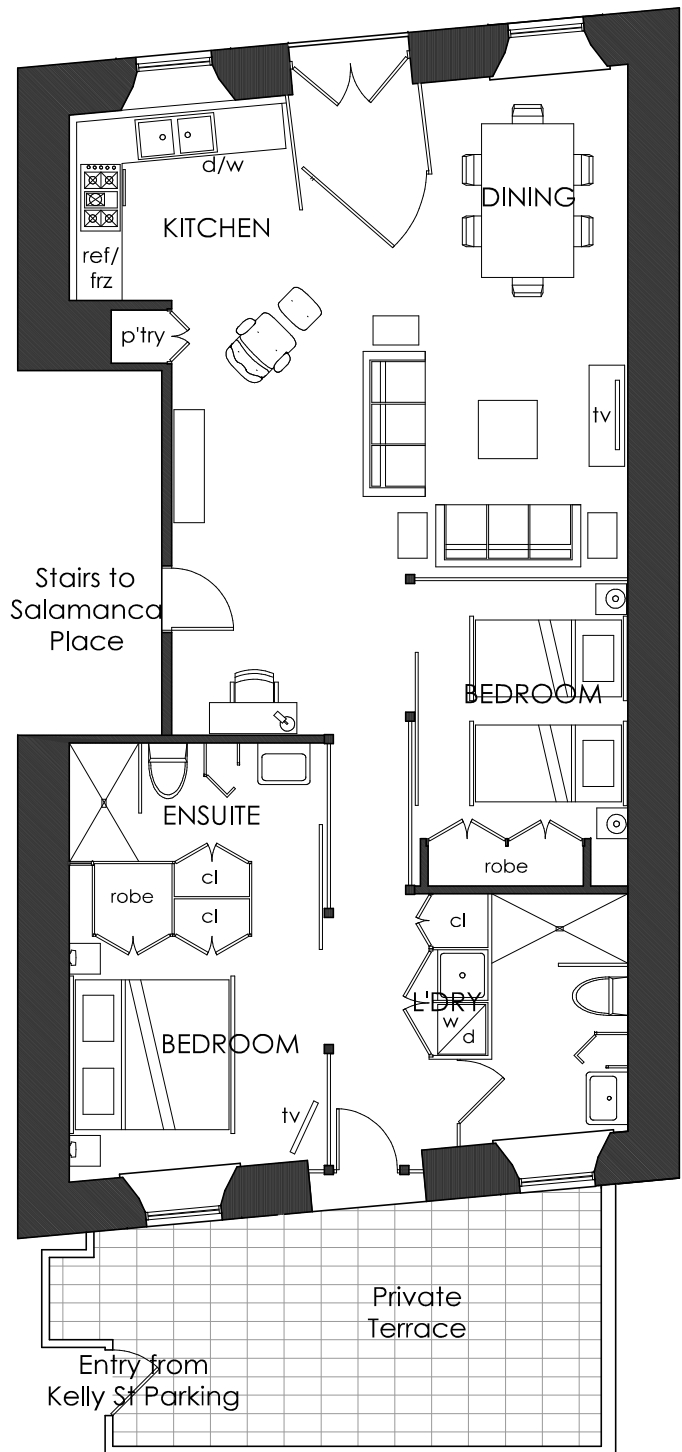 d/w
DINING
KITCHEN
ref/
frz
p'try
tv
Stairs to
Salamanca
Place
BEDROOM
ENSUITE
robe
cl
robe
cl
cl
L'DRY
w
d
BEDROOM
tv
Private
Terrace
Entry from
Kelly St Parking